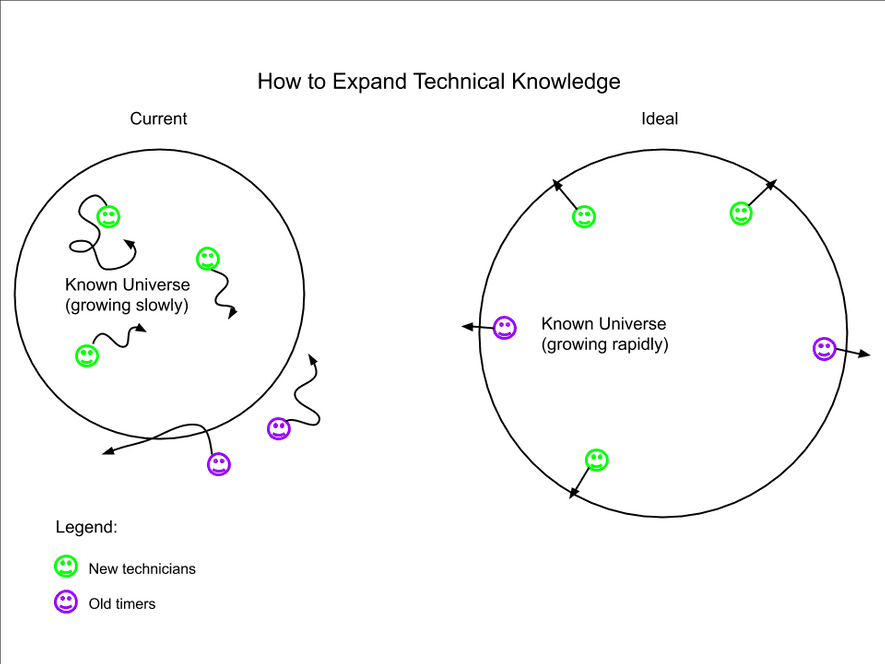 How to Expand Technical Knowledge
Current
Known Universe
(growing slowly)
Ideal
Known Universe
(growing rapidly)
Legend:
New technicians
Old timers